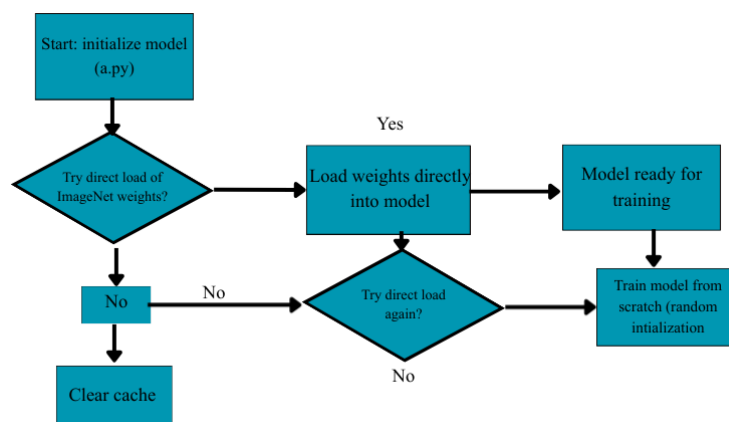 Start: initialize model
(a.py)
Yes
Try direct load of
ImageNet weights?
Load weights directly
into model
Model ready for
training
No
No
Try direct load
again?
Train model from
scratch (random
intialization
No
Clear cache